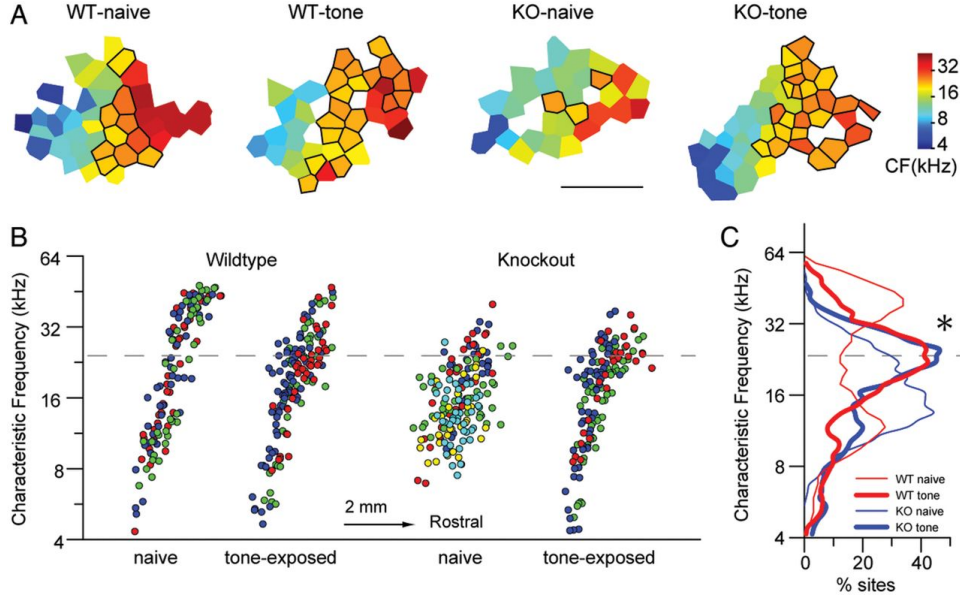 A
WT-naive
WT-tone
KO-naive
KO-tone
32
16
8
4
CF(kHz)
B
Characteristic Frequency (kHz)
64
32
16
8
4
Wildtype
Knockout
2 mm
Rostral
naive
tone-exposed
naive
tone-exposed
C
Characteristic Frequency (kHz)
64
32
16
8
4
*
WT naive
WT tone
KO naive
KO tone
0
20
40
% sites